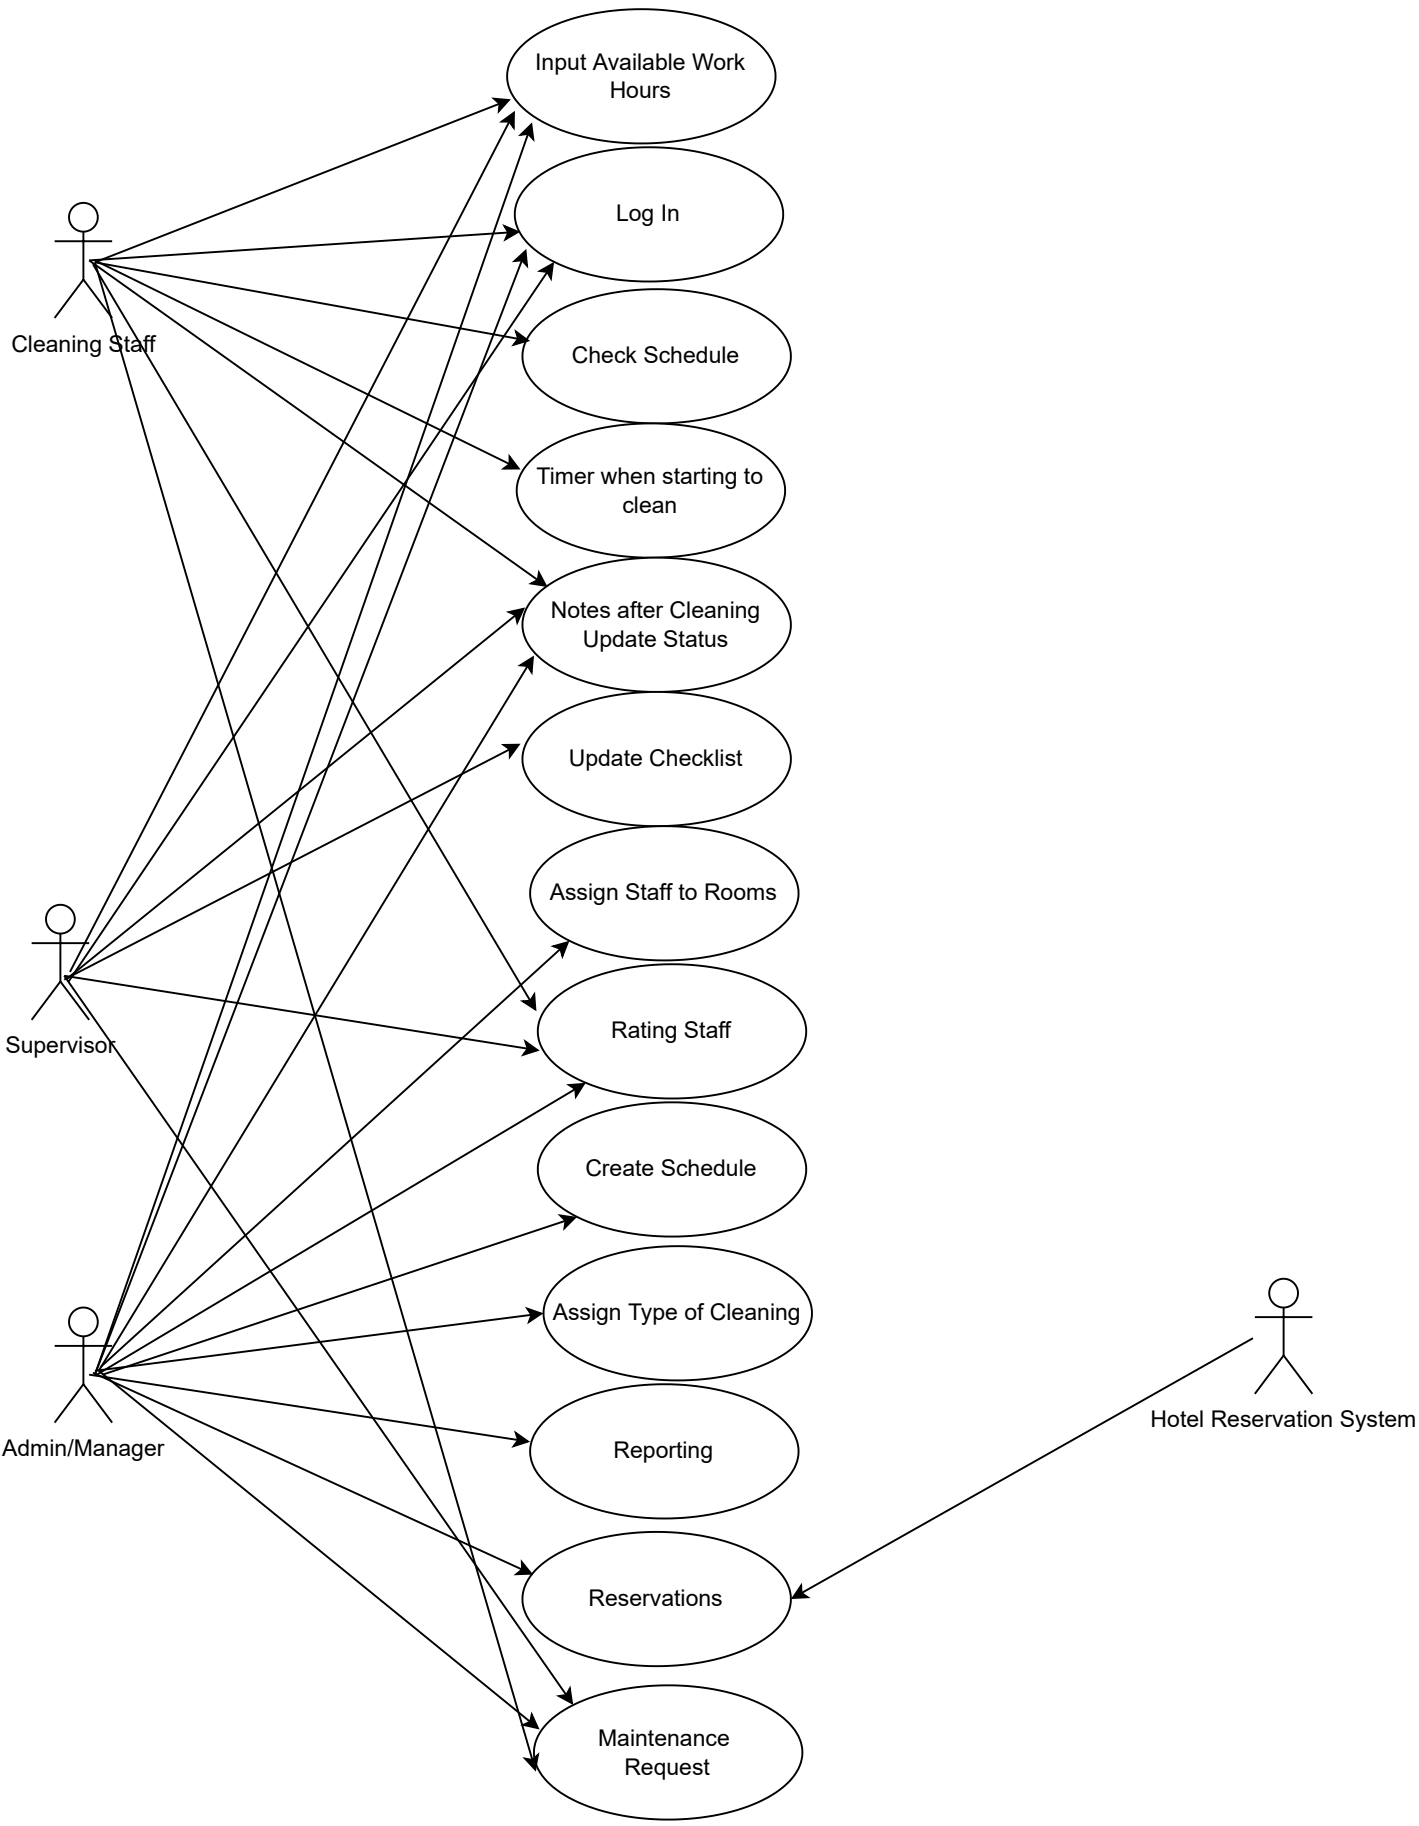 Input Available Work
Hours
Log In
Cleaning Staff
Check Schedule
Timer when starting to
clean
Notes after Cleaning
Update Status
Update Checklist
Assign Staff to Rooms
Rating Staff
Supervisor
Create Schedule
Assign Type of Cleaning
Hotel Reservation System
Admin/Manager
Reporting
Reservations
Maintenance
Request